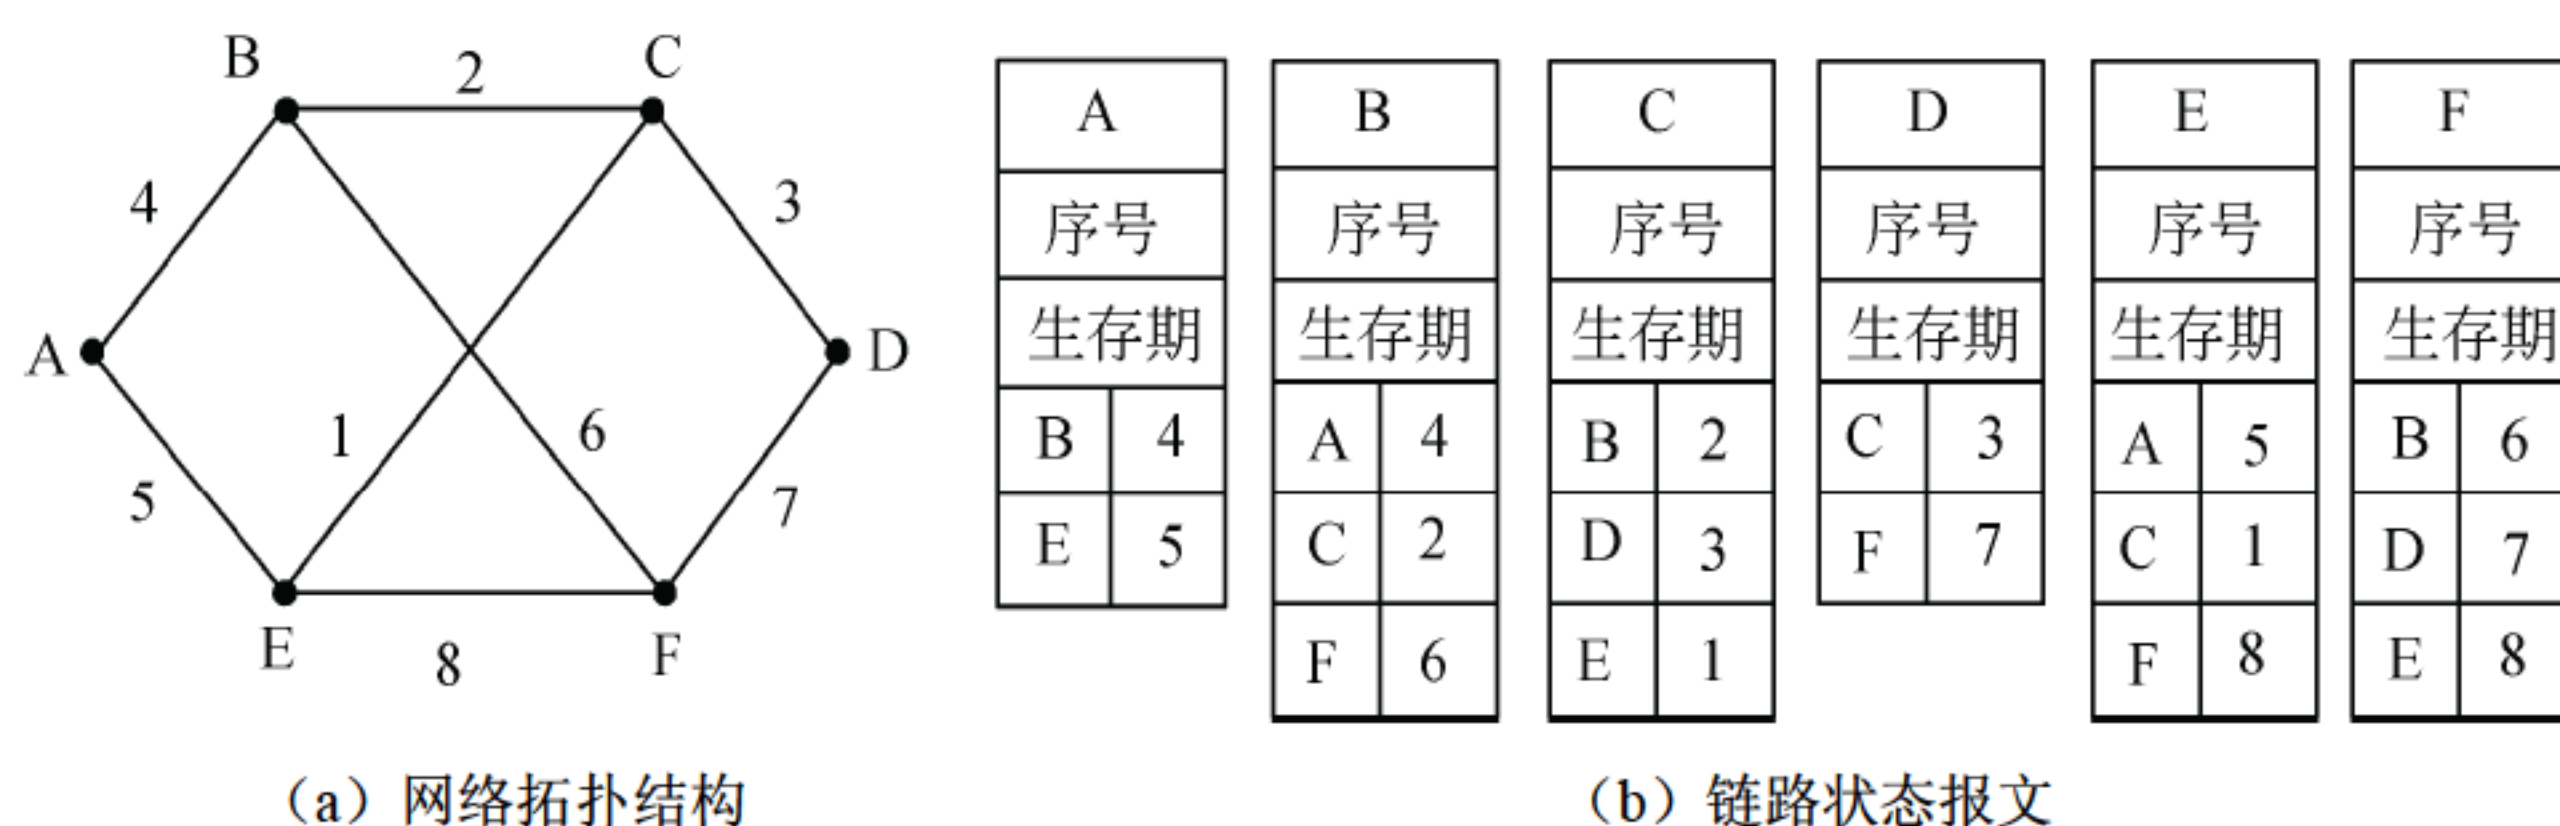 B 2 C
4 3
A D
1 6
5 7
E 8 F
A B C D E F
序号 序号 序号 序号 序号 序号
生存期 生存期 生存期 生存期 生存期 生存期
B 4 A 4 B 2 C 3 A 5 B 6
E 5 C 2 D 3 F 7 C 1 D 7
F 6 E 1 F 8 E 8
（a）网络拓扑结构
（b）链路状态报文